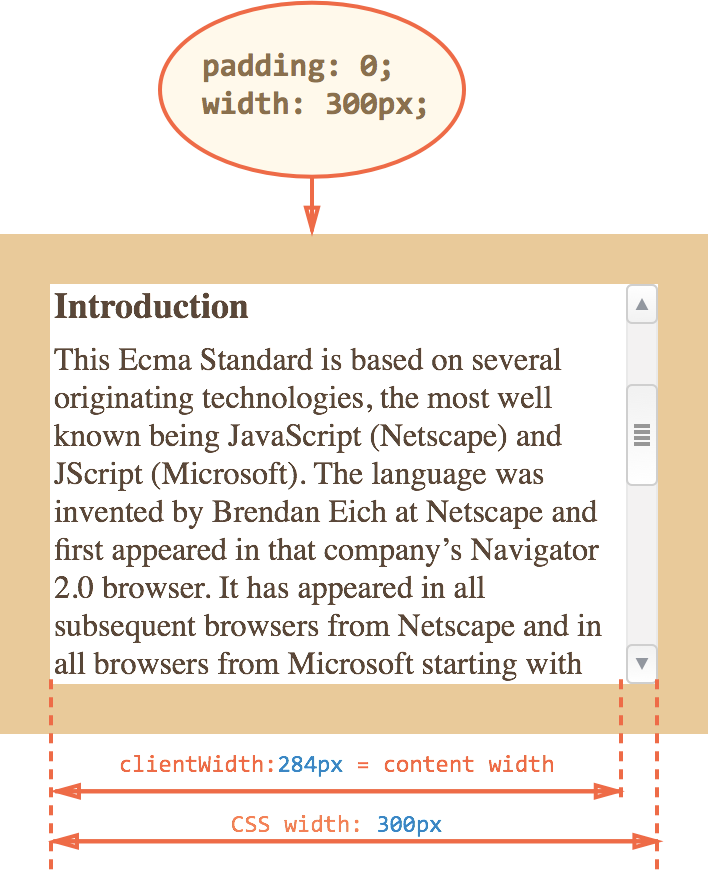 padding: 0;
width: 300px;
Introduction
This Ecma Standard is based on several
originating technologies, the most well
known being JavaScript (Netscape) and
JScript (Microsoft). The language was
invented by Brendan Eich at Netscape and
first appeared in that company’s Navigator
2.0 browser. It has appeared in all
subsequent browsers from Netscape and in
all browsers from Microsoft starting with
clientWidth:284px = content width
CSS width: 300px